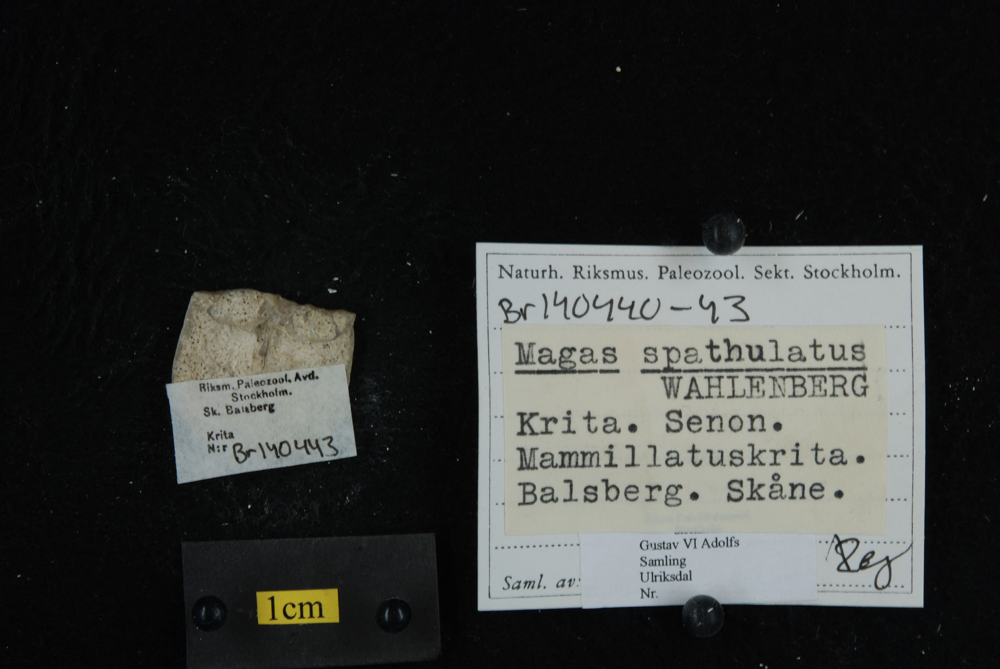 Riksm. Paleozool. Avd.
Stockholm.
Sk. Balsberg
Krita
N:r Br140443
1cm
Naturh. Riksmus. Paleozool. Sekt. Stockholm.
Br140440-43
Magas spathulatus
WAHLENBERG
Krita. Senon.
Mammillatuskrita.
Balsberg. Skåne.
Gustav VI Adolfs
Samling
Ulriksdal
Nr.
Saml. av: